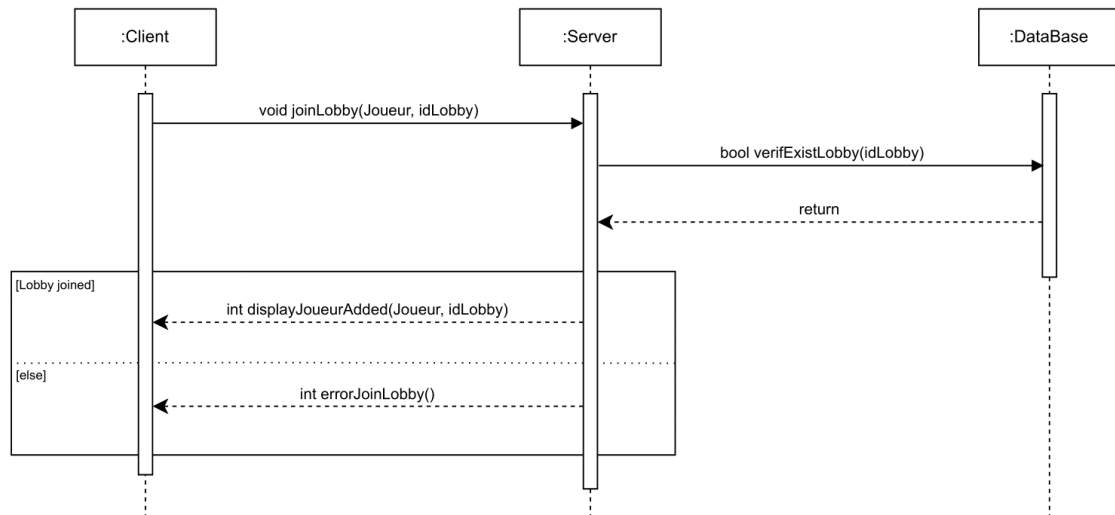 :Client
:Server
:DataBase
void joinLobby(Joueur, idLobby)
bool verifExistLobby(idLobby)
return
[Lobby joined]
int displayJoueurAdded(Joueur, idLobby)
[else]
int errorJoinLobby()